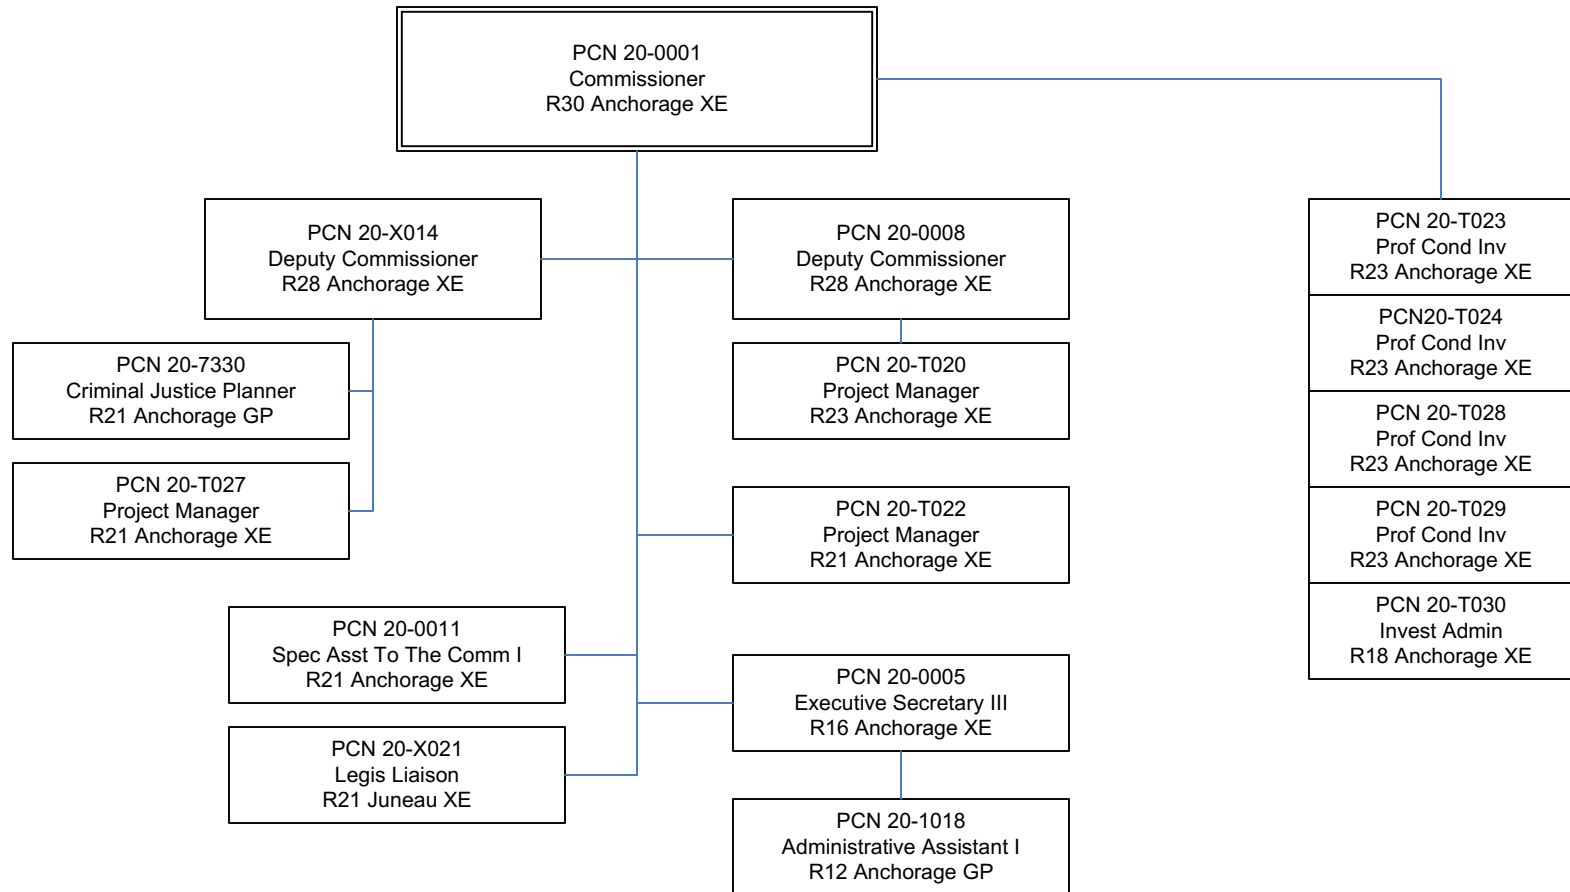 PCN 20-0001
Commissioner
R30 Anchorage XE
PCN 20-X014
Deputy Commissioner
R28 Anchorage XE
PCN 20-0008
Deputy Commissioner
R28 Anchorage XE
PCN 20-7330
Criminal Justice Planner
R21 Anchorage GP
PCN 20-T020
Project Manager
R23 Anchorage XE
PCN 20-T027
Project Manager
R21 Anchorage XE
PCN 20-T022
Project Manager
R21 Anchorage XE
PCN 20-0011
Spec Asst To The Comm I
R21 Anchorage XE
PCN 20-0005
Executive Secretary III
R16 Anchorage XE
PCN 20-X021
Legis Liaison
R21 Juneau XE
PCN 20-1018
Administrative Assistant I
R12 Anchorage GP
PCN 20-T023
Prof Cond Inv
R23 Anchorage XE
PCN20-T024
Prof Cond Inv
R23 Anchorage XE
PCN 20-T028
Prof Cond Inv
R23 Anchorage XE
PCN 20-T029
Prof Cond Inv
R23 Anchorage XE
PCN 20-T030
Invest Admin
R18 Anchorage XE